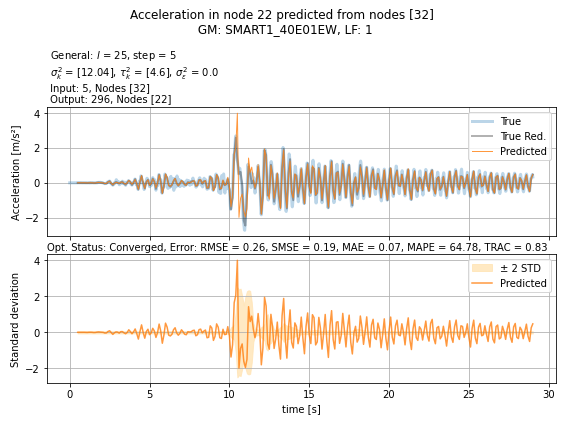 Acceleration in node 22 predicted from nodes [32]
GM: SMART1_40E01EW, LF: 1
General: l = 25, step = 5
σ²ₖ = [12.04], τ²ₖ = [4.6], σ²ε = 0.0
Input: 5, Nodes [32]
Output: 296, Nodes [22]
Acceleration [m/s²]
4
2
0
−2
True
True Red.
Predicted
Opt. Status: Converged, Error: RMSE = 0.26, SMSE = 0.19, MAE = 0.07, MAPE = 64.78, TRAC = 0.83
Standard deviation
4
2
0
−2
± 2 STD
Predicted
0 5 10 15 20 25 30
time [s]